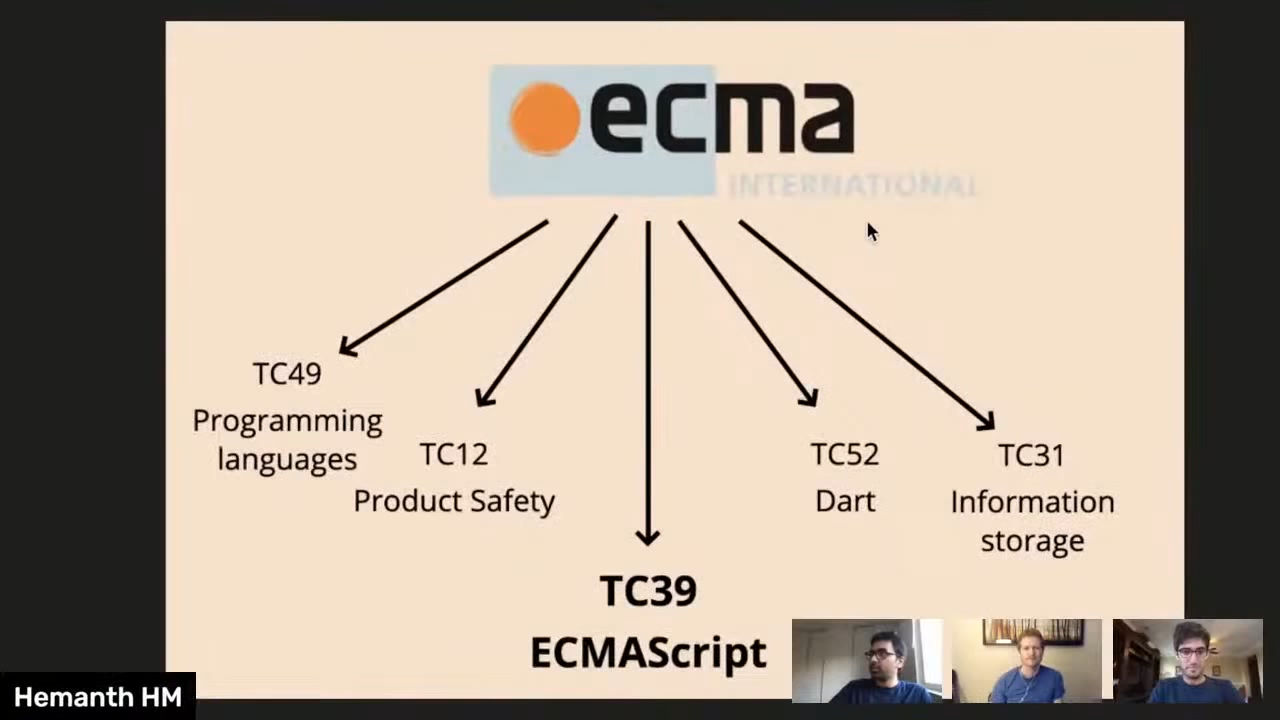 ecma
INTERNATIONAL
TC49
Programming
languages
TC12
Product Safety
TC39
ECMAScript
TC52
Dart
TC31
Information
storage
Hemanth HM